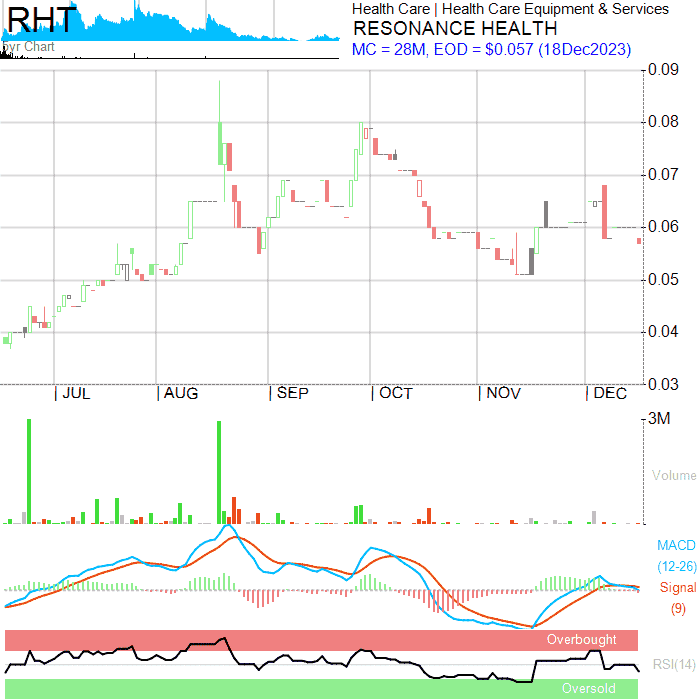 RHT
5yr Chart
Health Care | Health Care Equipment & Services
RESONANCE HEALTH
MC = 28M, EOD = $0.057 (18Dec2023)
0.09
0.08
0.07
0.06
0.05
0.04
0.03
| JUL | AUG | SEP | OCT | NOV | DEC
3M
Volume
MACD
(12-26)
Signal
(9)
Overbought
RSI(14)
Oversold